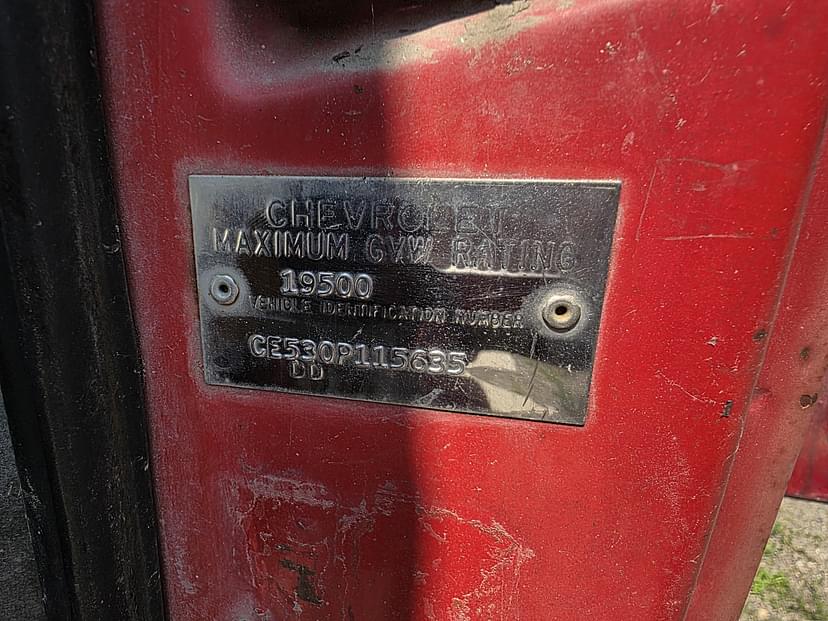 CHEVROLET
MAXIMUM GVW RATING
19500
VEHICLE IDENTIFICATION NUMBER
CE530P115635
DD